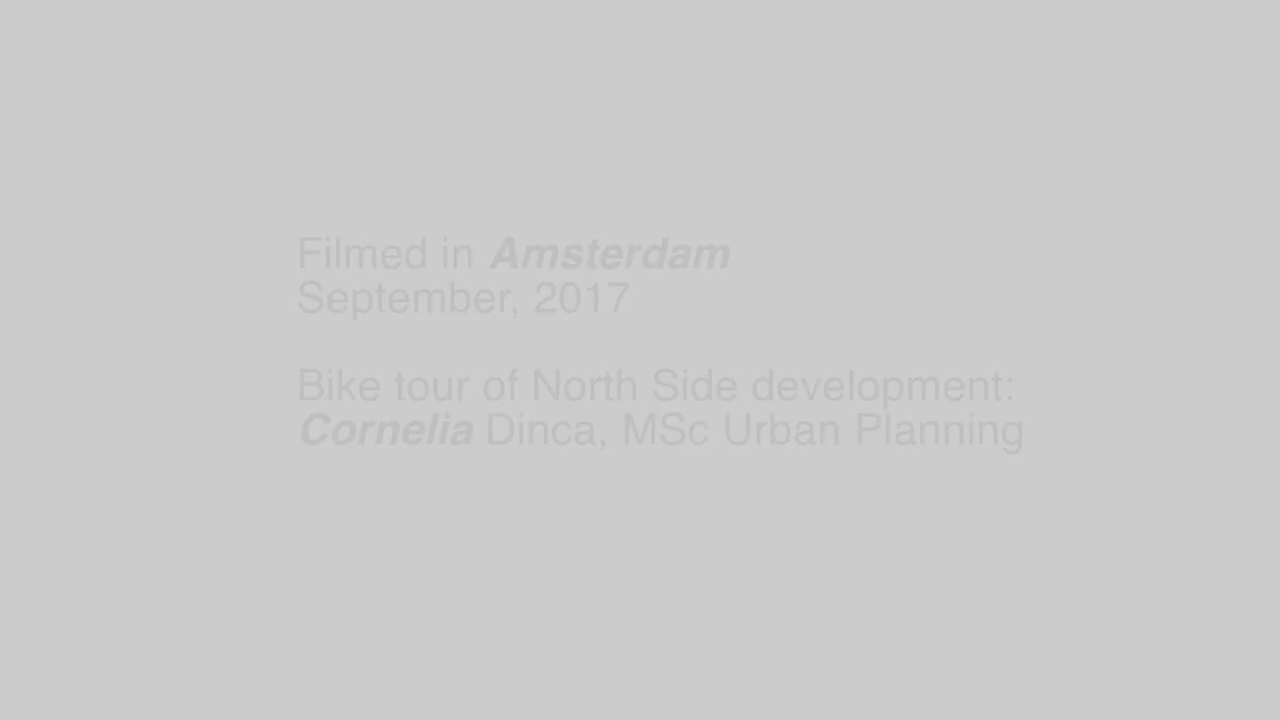 Filmed in Amsterdam
September, 2017
Bike tour of North Side development:
Cornelia Dinca, MSc Urban Planning